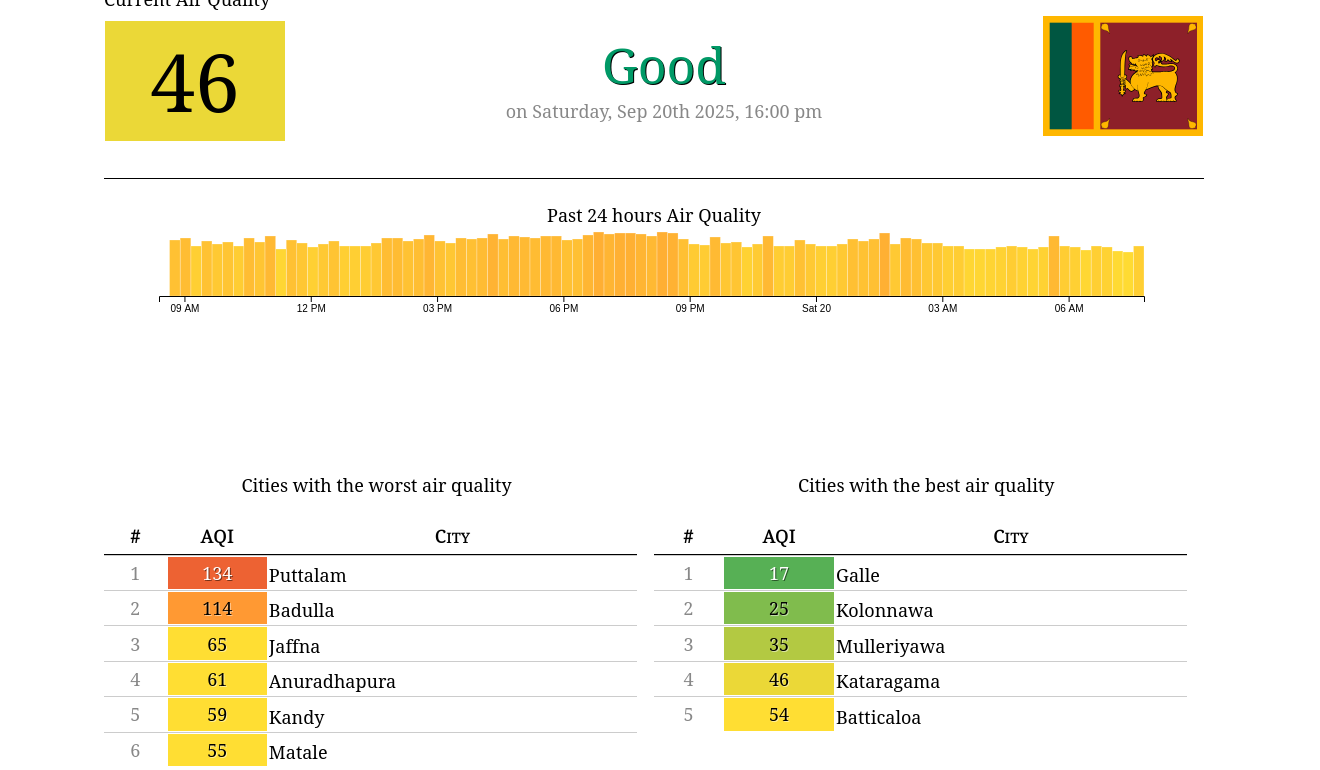 Current Air Quality
46
Good
on Saturday, Sep 20th 2025, 16:00 pm
Past 24 hours Air Quality
09 AM 12 PM 03 PM 06 PM 09 PM Sat 20 03 AM 06 AM
Cities with the worst air quality
# AQI City
1 134 Puttalam
2 114 Badulla
3 65 Jaffna
4 61 Anuradhapura
5 59 Kandy
6 55 Matale
Cities with the best air quality
# AQI City
1 17 Galle
2 25 Kolonnawa
3 35 Mulleriyawa
4 46 Kataragama
5 54 Batticaloa